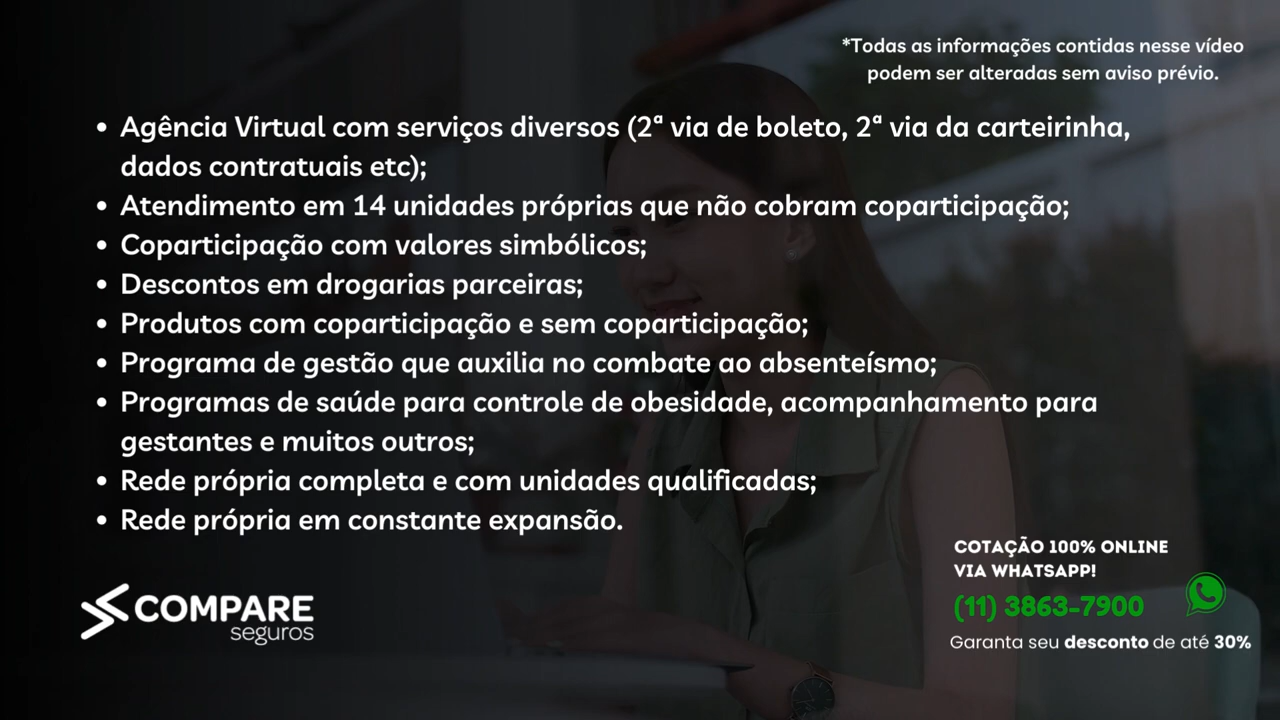 *Todas as informações contidas nesse vídeo
podem ser alteradas sem aviso prévio.
• Agência Virtual com serviços diversos (2ª via de boleto, 2ª via da carteirinha,
dados contratuais etc);
• Atendimento em 14 unidades próprias que não cobram coparticipação;
• Coparticipação com valores simbólicos;
• Descontos em drogarias parceiras;
• Produtos com coparticipação e sem coparticipação;
• Programa de gestão que auxilia no combate ao absenteísmo;
• Programas de saúde para controle de obesidade, acompanhamento para
gestantes e muitos outros;
• Rede própria completa e com unidades qualificadas;
• Rede própria em constante expansão.
COMPARE
seguros
COTAÇÃO 100% ONLINE
VIA WHATSAPP!
(11) 3863-7900
Garanta seu desconto de até 30%